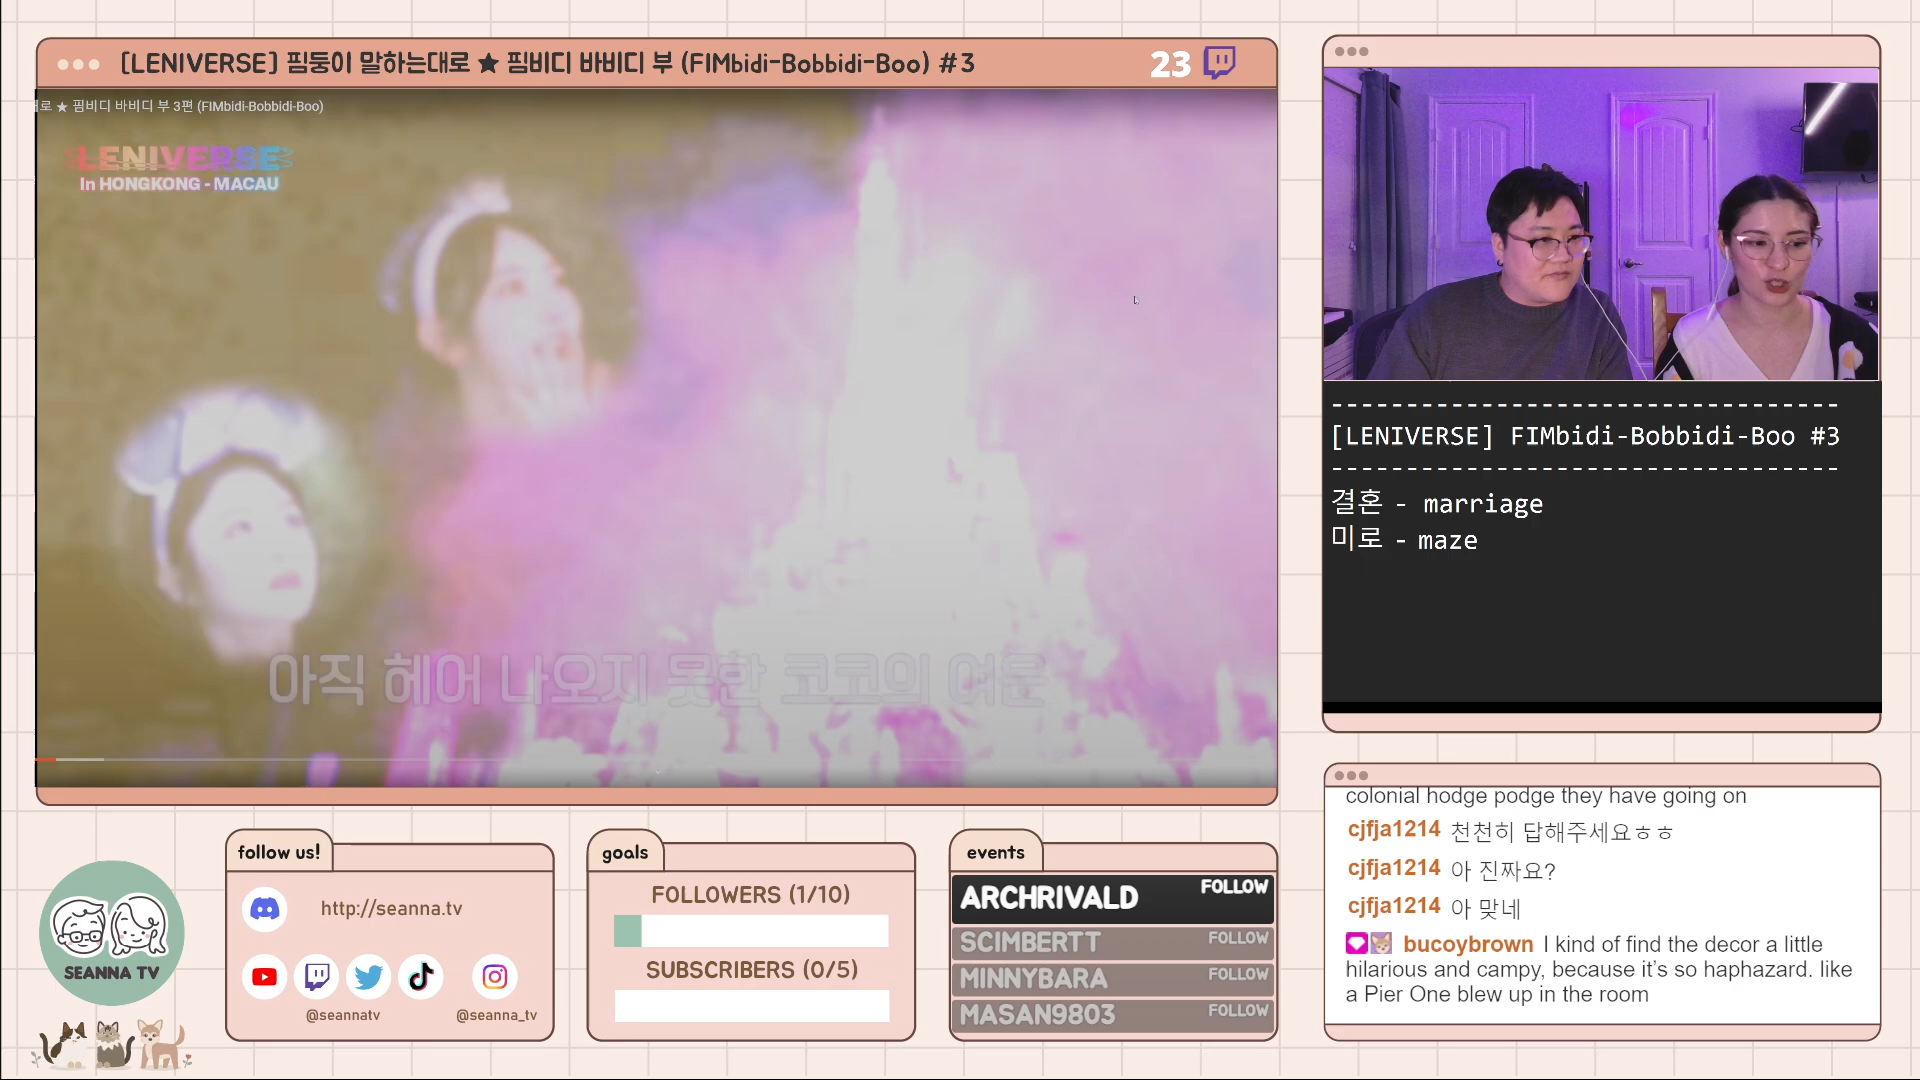 [LENIVERSE] 핌둥이 말하는대로 ★ 핌비디 바비디 부 (FIMbidi-Bobbidi-Boo) #3
23
로 ★ 핌비디 바비디 부 3편 (FIMbidi-Bobbidi-Boo)
LENIVERSE
In HONGKONG - MACAU
아직 헤어 나오지 못한 코코의 여운
---------------------------------
[LENIVERSE] FIMbidi-Bobbidi-Boo #3
---------------------------------
결혼 - marriage
미로 - maze
colonial hodge podge they have going on
cjfja1214 천천히 답해주세요ㅎㅎ
cjfja1214 아 진짜요?
cjfja1214 아 맞네
bucoybrown I kind of find the decor a little
hilarious and campy, because it's so haphazard. like
a Pier One blew up in the room
SEANNA TV
follow us!
http://seanna.tv
@seannatv
@seanna_tv
goals
FOLLOWERS (1/10)
SUBSCRIBERS (0/5)
events
ARCHRIVALD FOLLOW
SCIMBERTT FOLLOW
MINNYBARA FOLLOW
MASAN9803 FOLLOW